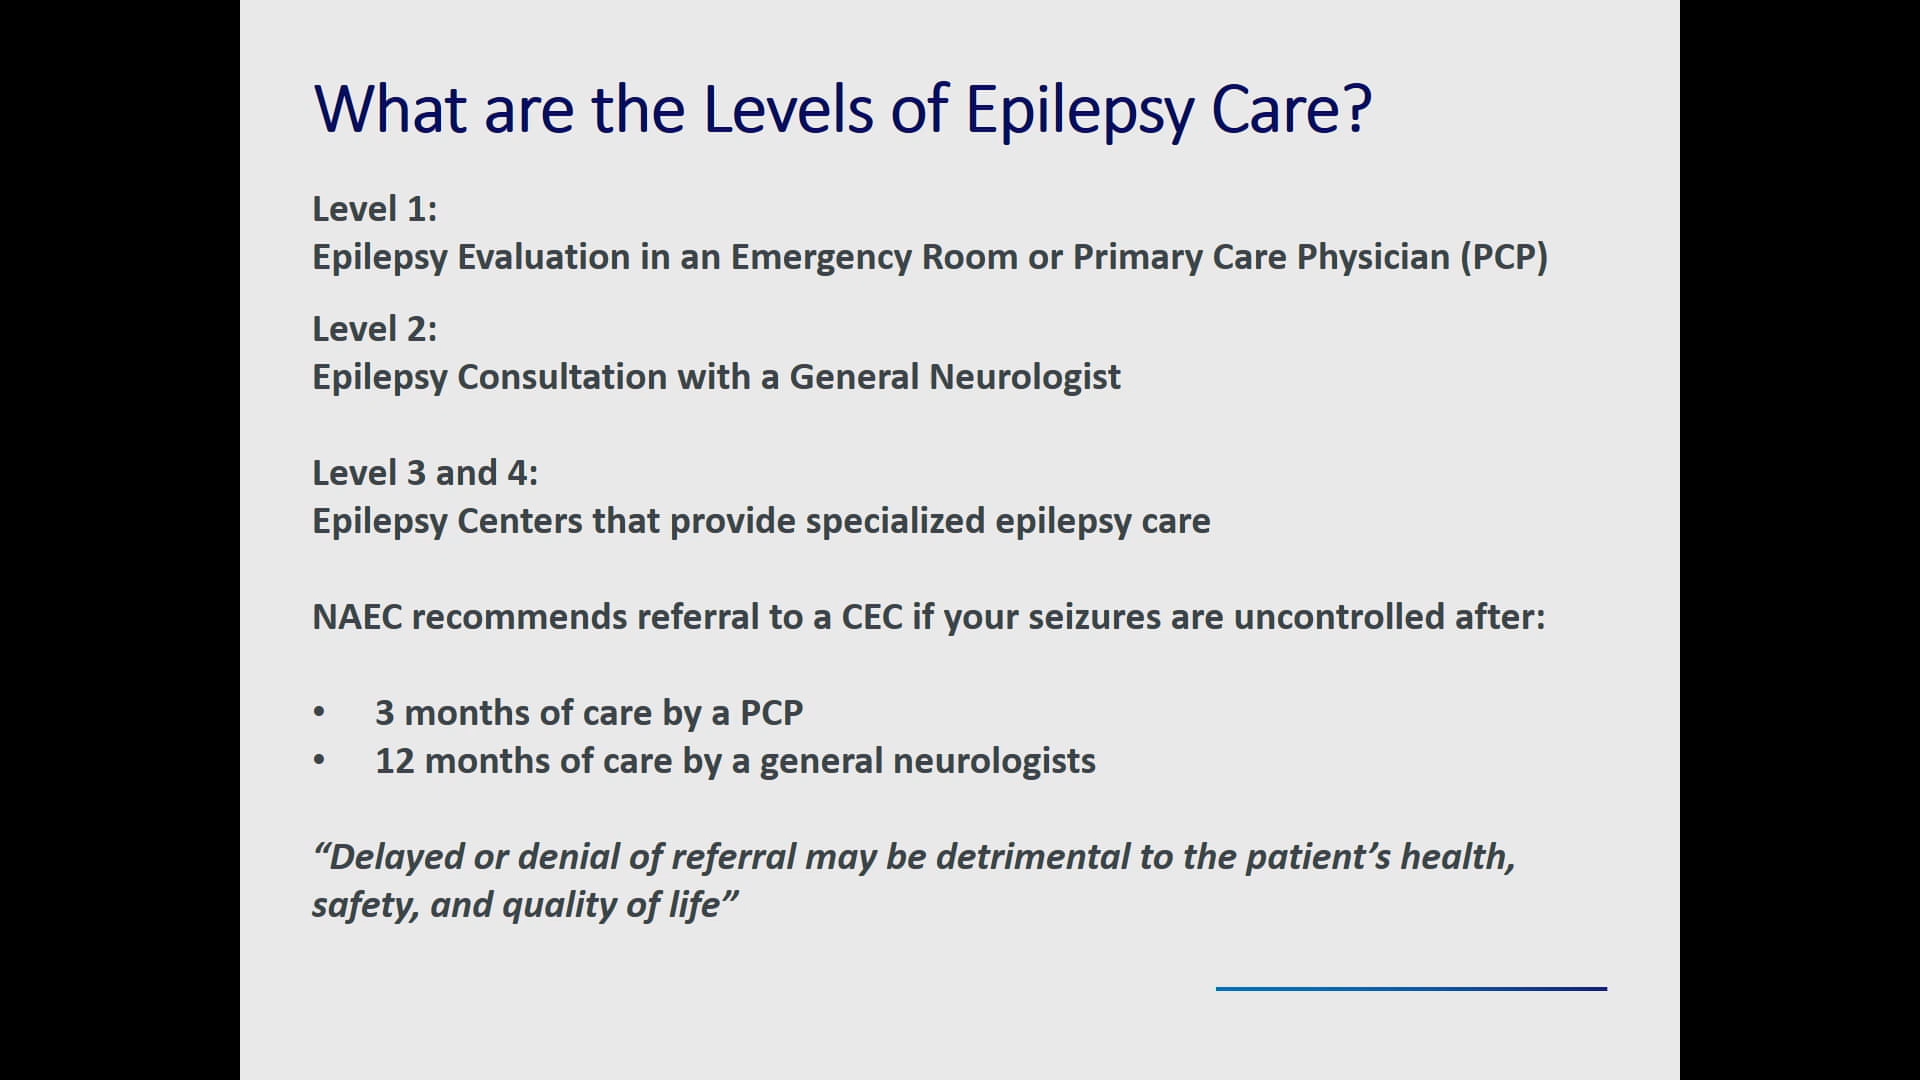 What are the Levels of Epilepsy Care?
Level 1:
Epilepsy Evaluation in an Emergency Room or Primary Care Physician (PCP)
Level 2:
Epilepsy Consultation with a General Neurologist
Level 3 and 4:
Epilepsy Centers that provide specialized epilepsy care
NAEC recommends referral to a CEC if your seizures are uncontrolled after:
• 3 months of care by a PCP
• 12 months of care by a general neurologists
“Delayed or denial of referral may be detrimental to the patient’s health,
safety, and quality of life”